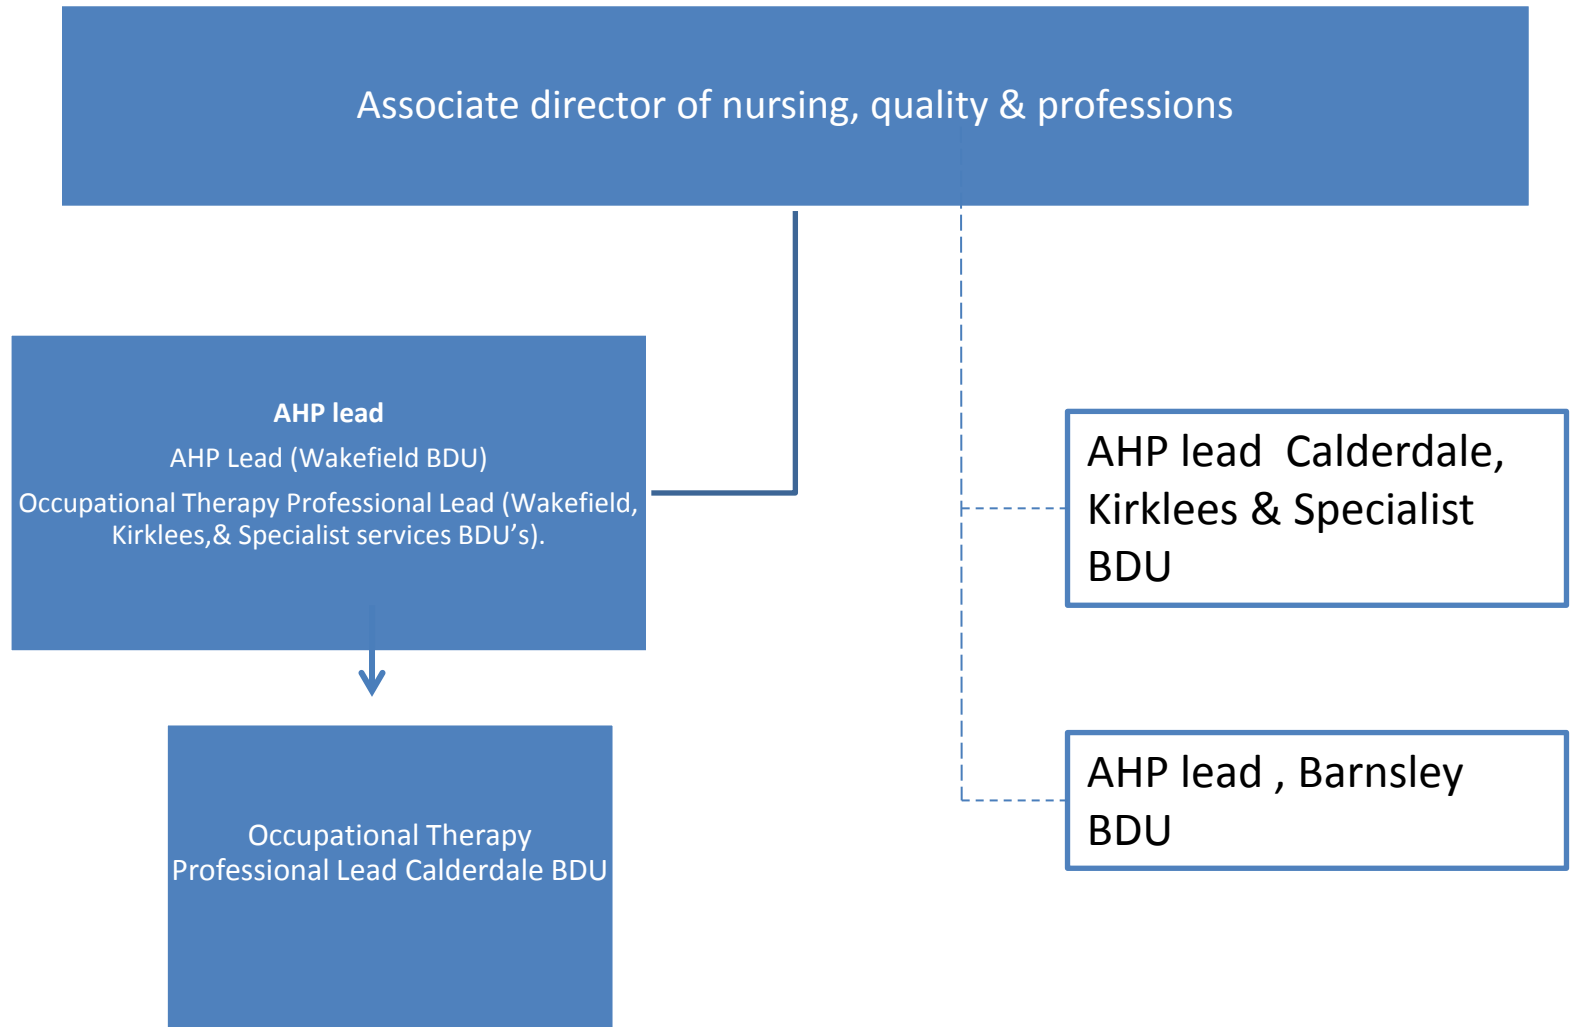 Associate director of nursing, quality & professions
AHP lead
AHP Lead (Wakefield BDU)
Occupational Therapy Professional Lead (Wakefield,
Kirklees,& Specialist services BDU’s).
Occupational Therapy
Professional Lead Calderdale BDU
AHP lead  Calderdale,
Kirklees & Specialist
BDU
AHP lead , Barnsley
BDU